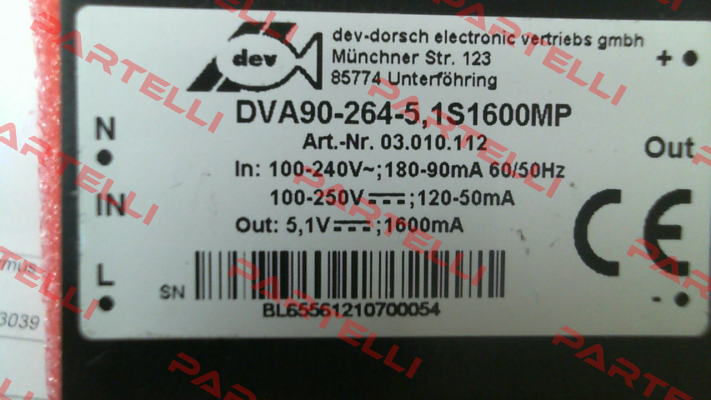 dev
dev-dorsch electronic vertriebs gmbh
Münchner Str. 123
85774 Unterföhring
DVA90-264-5,1S1600MP
Art.-Nr. 03.010.112
In: 100-240V~;180-90mA 60/50Hz
100-250V⎓;120-50mA
Out: 5,1V⎓;1600mA
N
IN
L
+
Out
CE
-
SN
BL65561210700054
3039
PARTELLI
PARTELLI
PARTELLI
PARTELLI
PARTELLI
PARTELLI